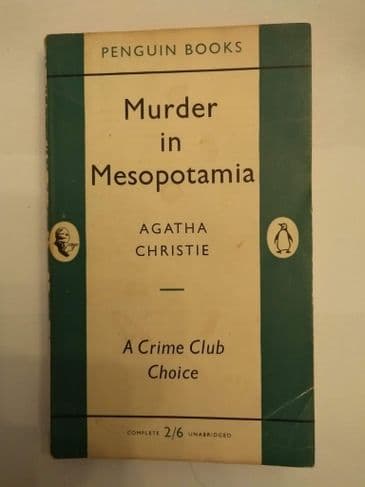 PENGUIN BOOKS
Murder
in
Mesopotamia
AGATHA
CHRISTIE
A Crime Club
Choice
COMPLETE 2/6 UNABRIDGED